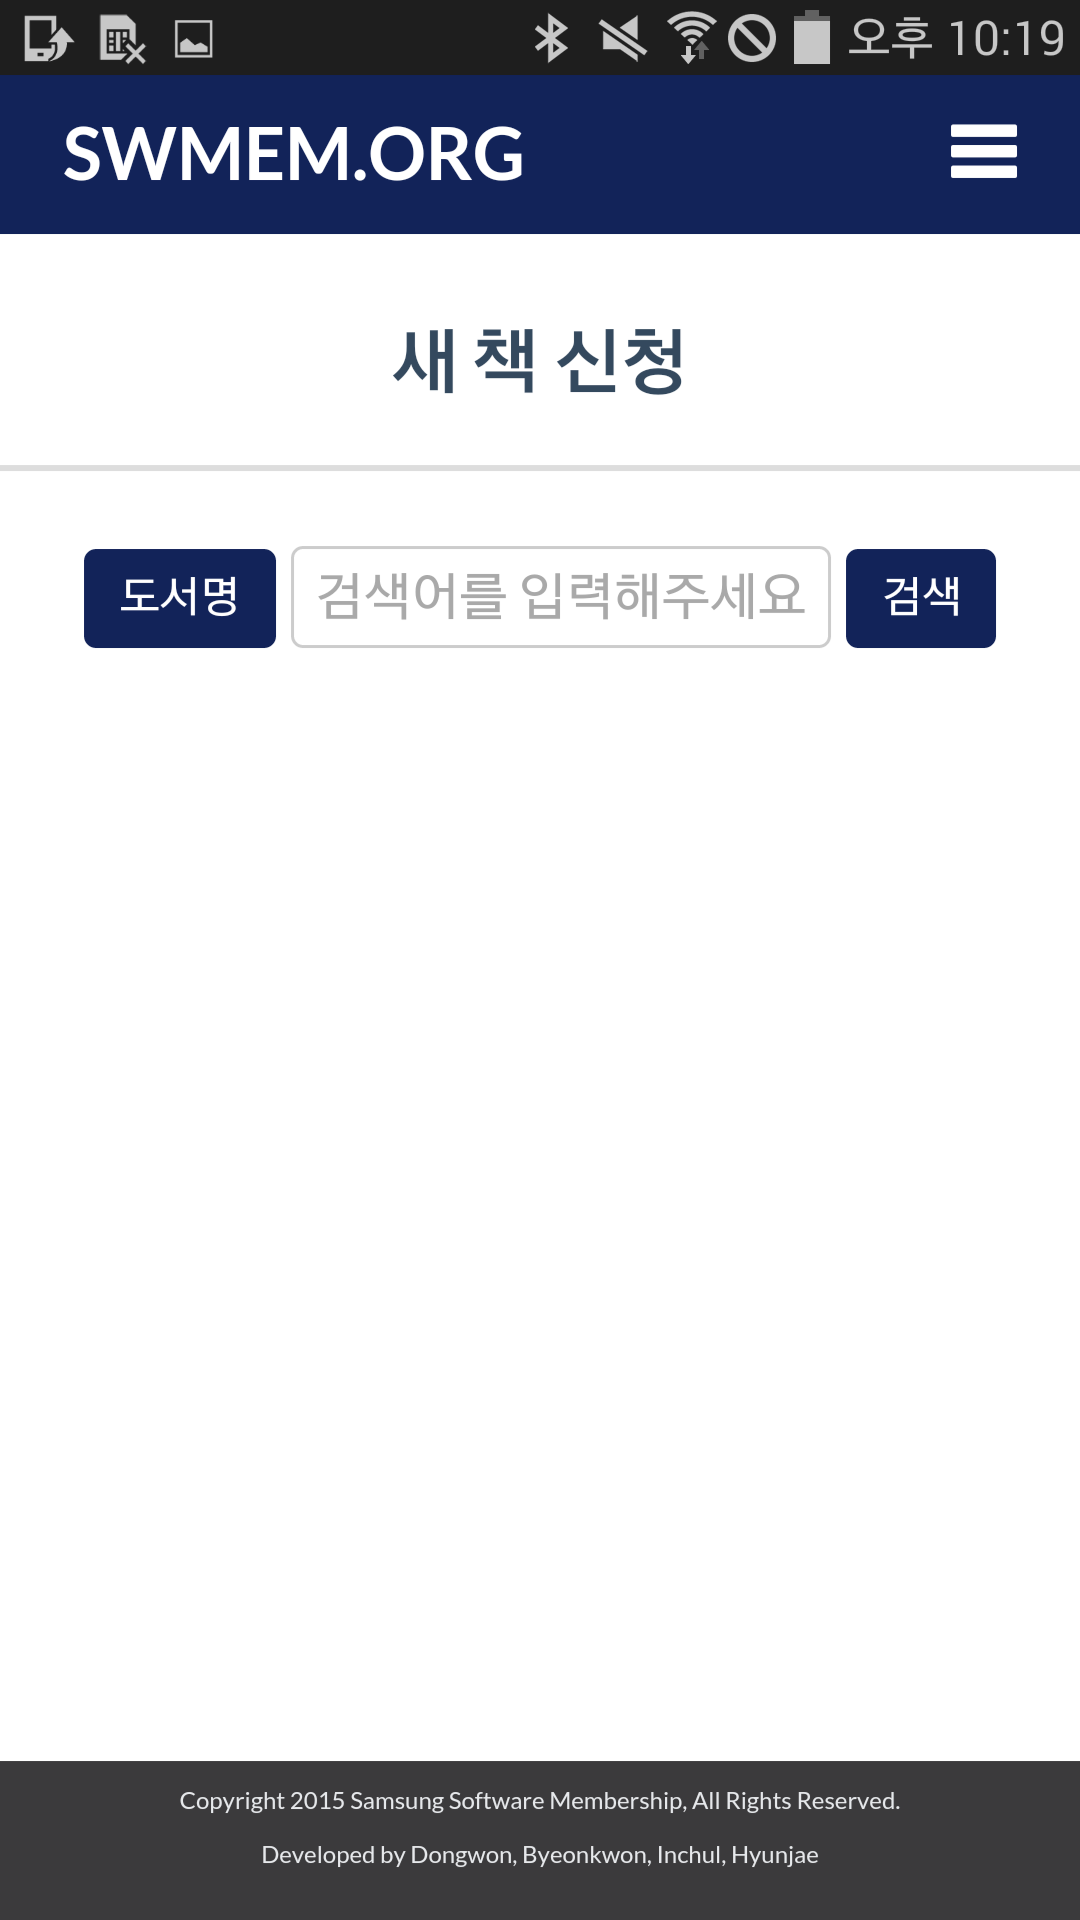 오후 10:19
SWMEM.ORG
새 책 신청
도서명 검색어를 입력해주세요 검색
Copyright 2015 Samsung Software Membership, All Rights Reserved.
Developed by Dongwon, Byeonkwon, Inchul, Hyunjae